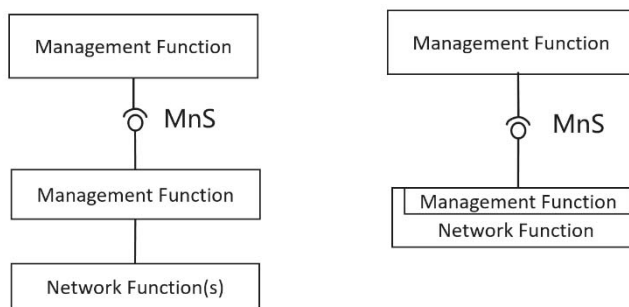 Management Function
MnS
Management Function
Network Function(s)
Management Function
MnS
Management Function
Network Function